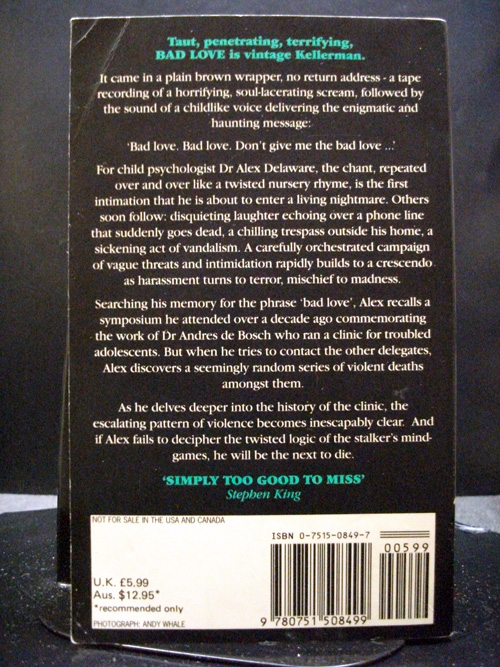 Taut, penetrating, terrifying,
BAD LOVE is vintage Kellerman.
It came in a plain brown wrapper, no return address - a tape
recording of a horrifying, soul-lacerating scream, followed by
the sound of a childlike voice delivering the enigmatic and
haunting message:
'Bad love. Bad love. Don't give me the bad love ...'
For child psychologist Dr Alex Delaware, the chant, repeated
over and over like a twisted nursery rhyme, is the first
intimation that he is about to enter a living nightmare. Others
soon follow: disquieting laughter echoing over a phone line
that suddenly goes dead, a chilling trespass outside his home, a
sickening act of vandalism. A carefully orchestrated campaign
of vague threats and intimidation rapidly builds to a crescendo
as harassment turns to terror, mischief to madness.
Searching his memory for the phrase 'bad love', Alex recalls a
symposium he attended over a decade ago commemorating
the work of Dr Andres de Bosch who ran a clinic for troubled
adolescents. But when he tries to contact the other delegates,
Alex discovers a seemingly random series of violent deaths
amongst them.
As he delves deeper into the history of the clinic, the
escalating pattern of violence becomes inescapably clear. And
if Alex fails to decipher the twisted logic of the stalker's mind-
games, he will be the next to die.
'SIMPLY TOO GOOD TO MISS'
Stephen King
NOT FOR SALE IN THE USA AND CANADA
ISBN 0-7515-0849-7
00599
U.K. £5.99
Aus. $12.95*
*recommended only
PHOTOGRAPH: ANDY WHALE
9 780751 508499